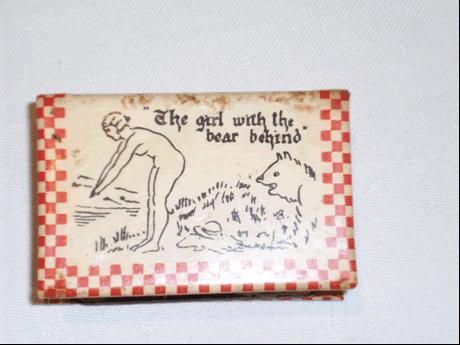 "The girl with the
bear behind"